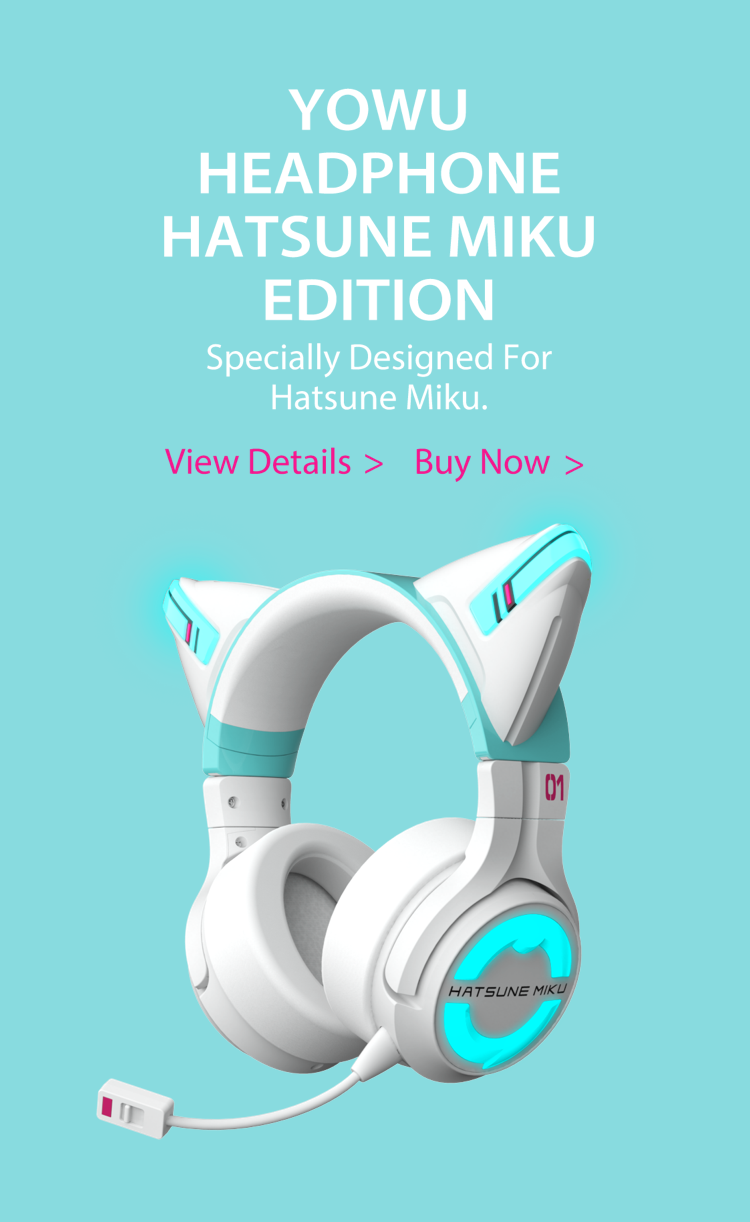 YOWU
HEADPHONE
HATSUNE MIKU
EDITION
Specially Designed For
Hatsune Miku.
View Details > Buy Now >
01
HATSUNE MIKU